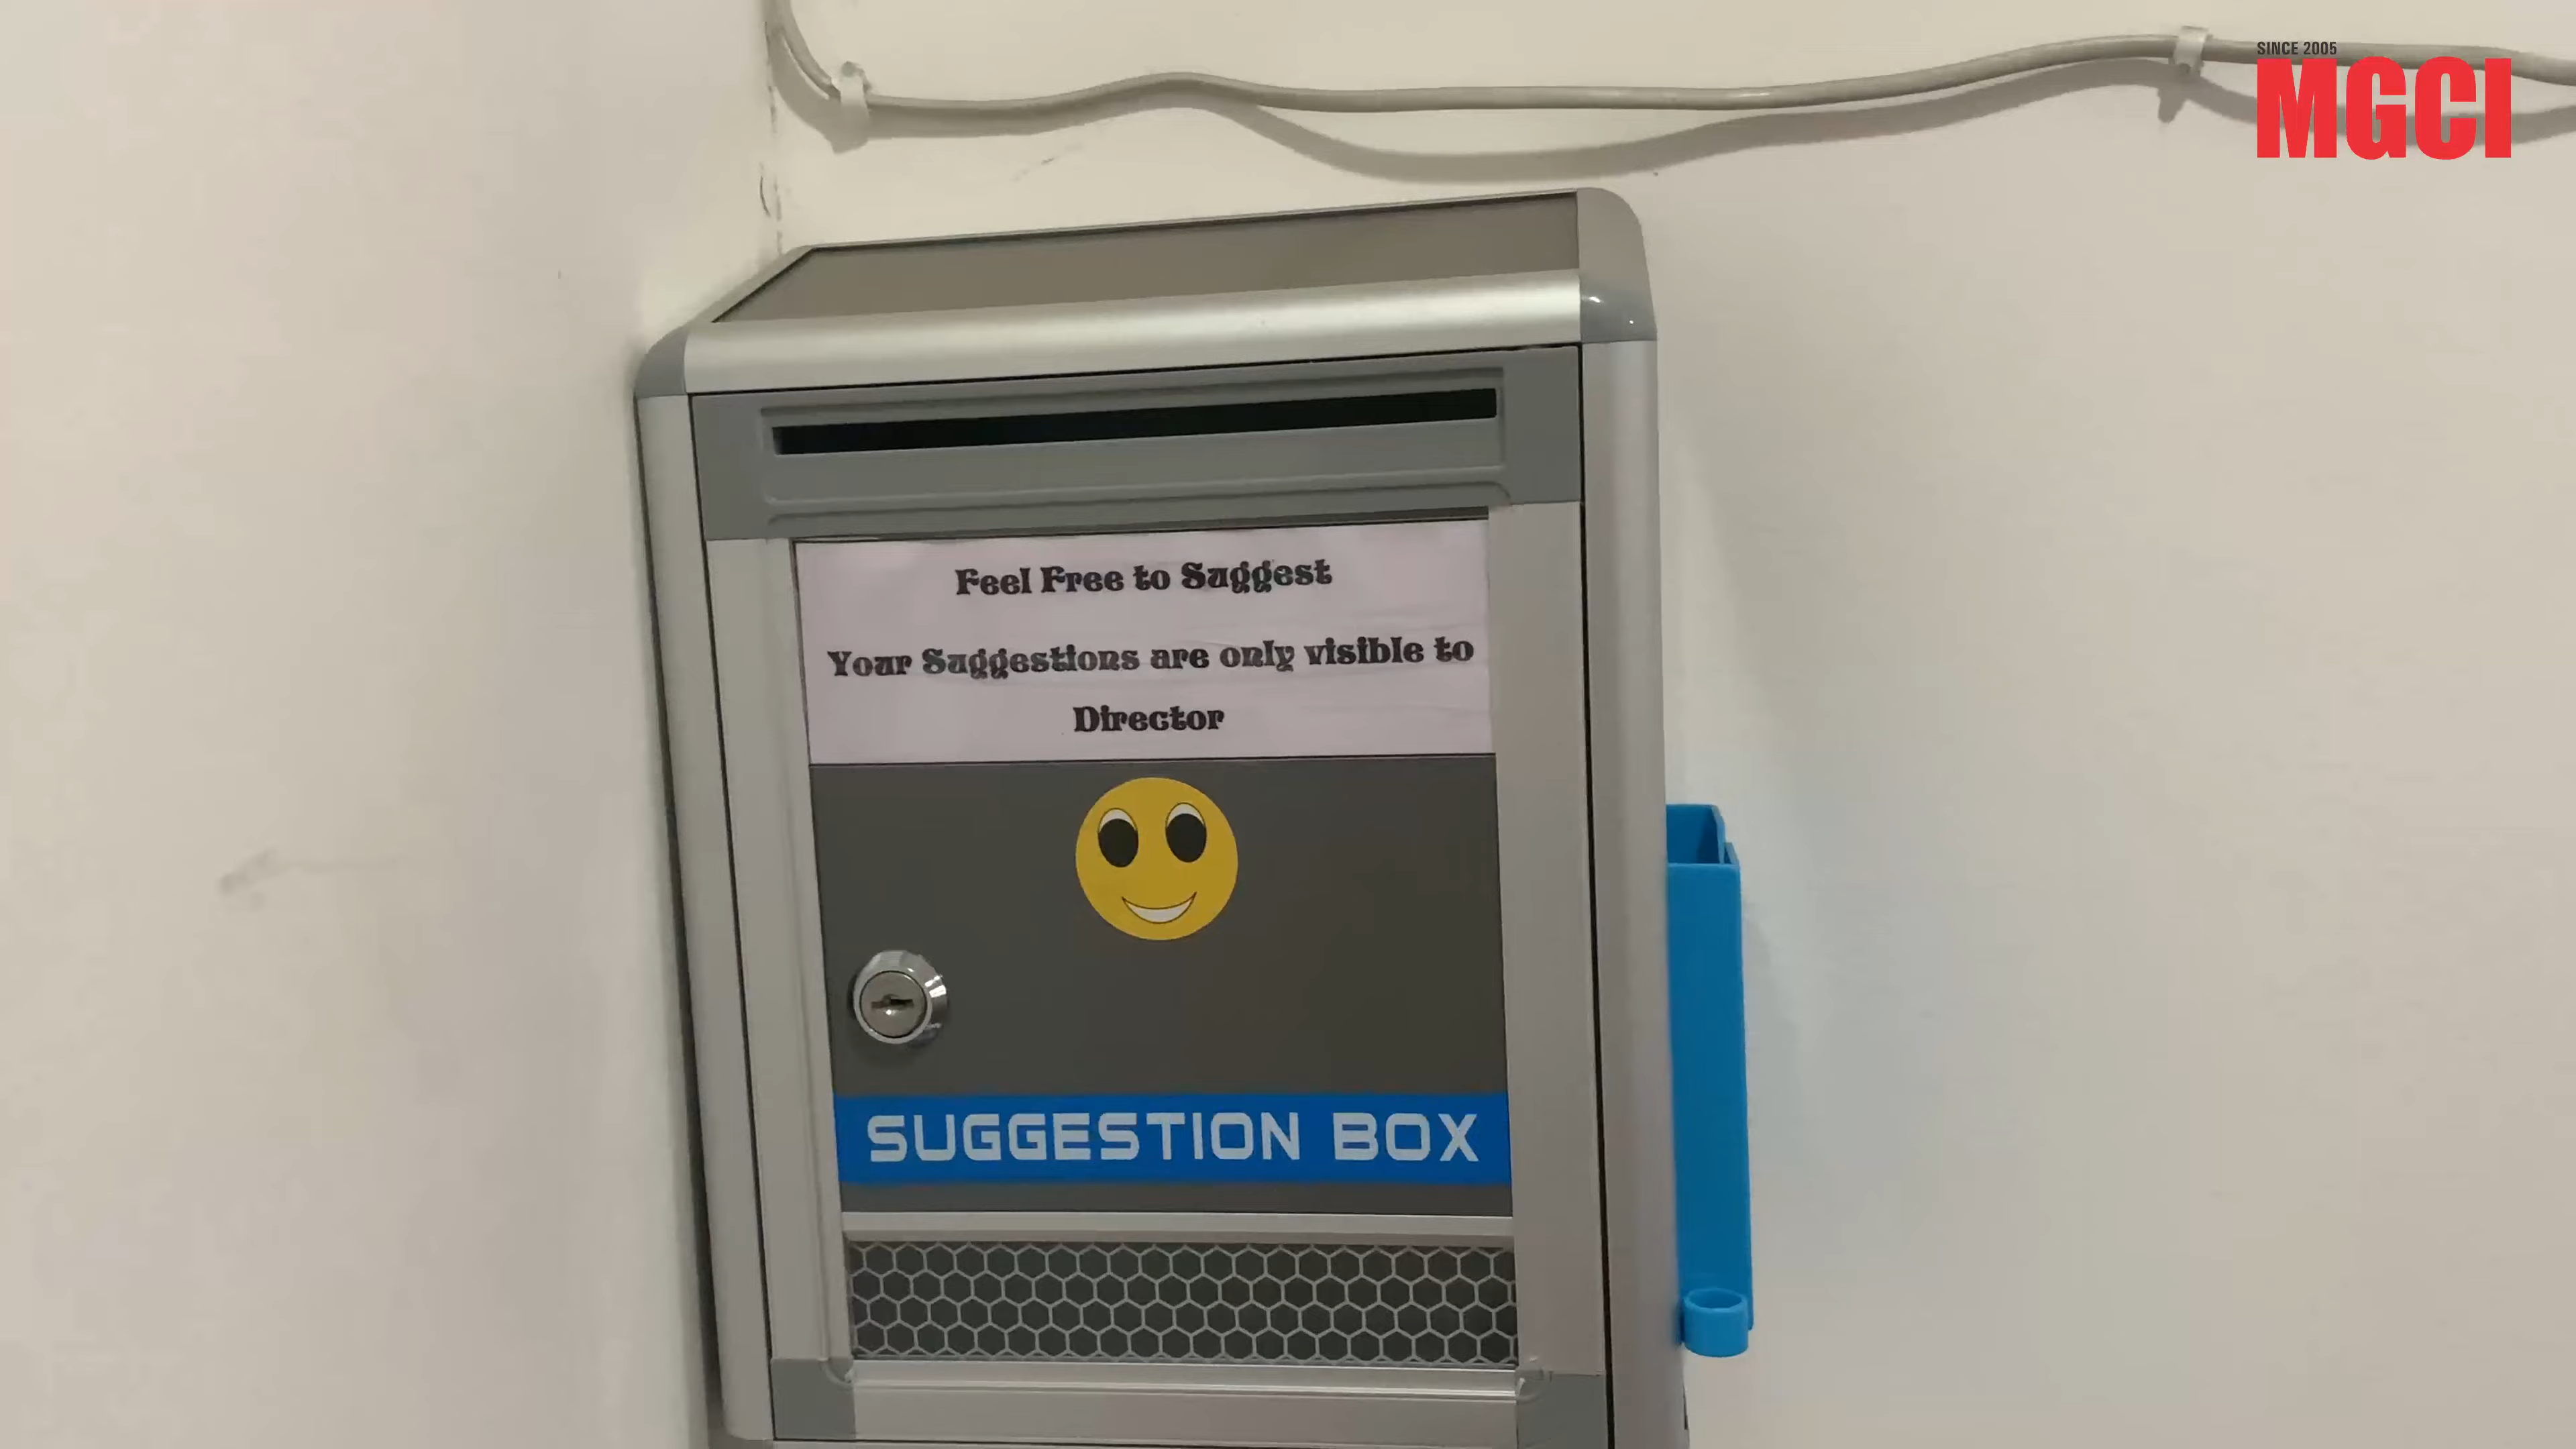 SINCE 2005
MGCI
Feel Free to Suggest
Your Suggestions are only visible to
Director
SUGGESTION BOX